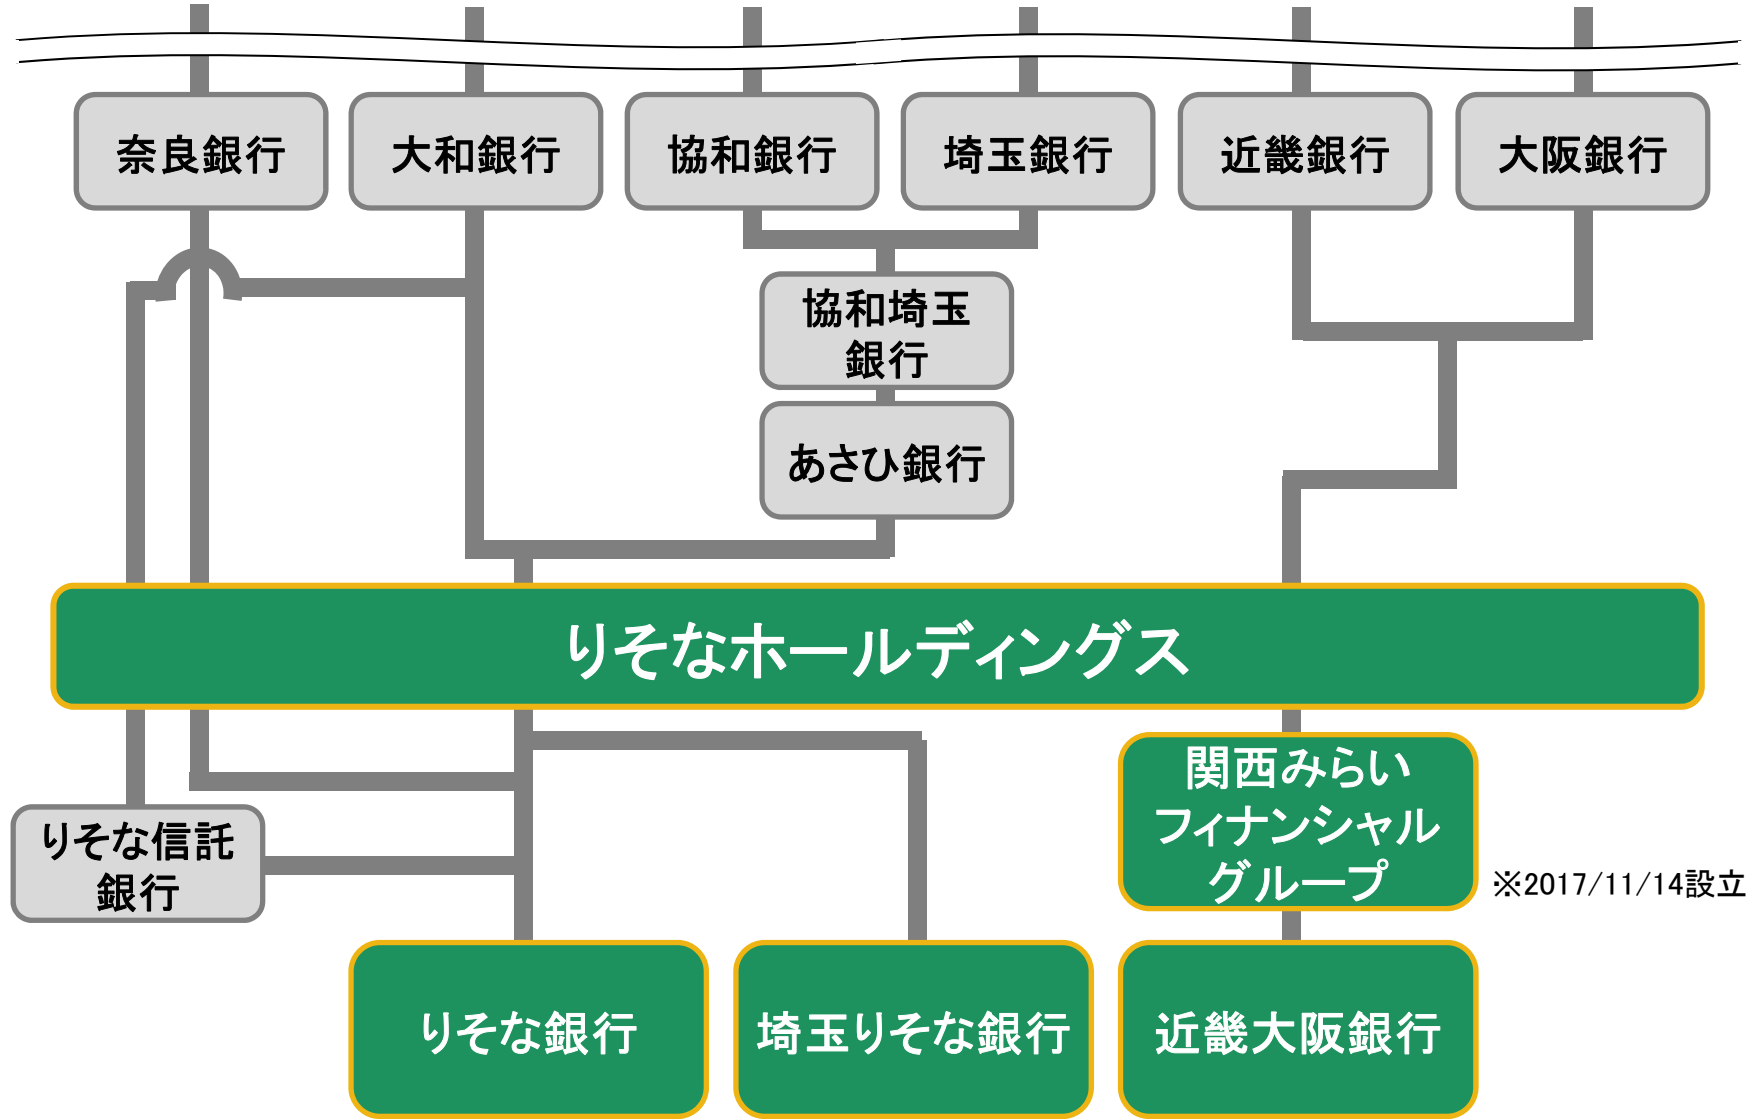 奈良銀行
大和銀行
協和銀行
埼玉銀行
近畿銀行
大阪銀行
協和埼玉
銀行
あさひ銀行
りそなホールディングス
関西みらい
フィナンシャル
グループ
※2017/11/14設立
りそな信託
銀行
りそな銀行
埼玉りそな銀行
近畿大阪銀行